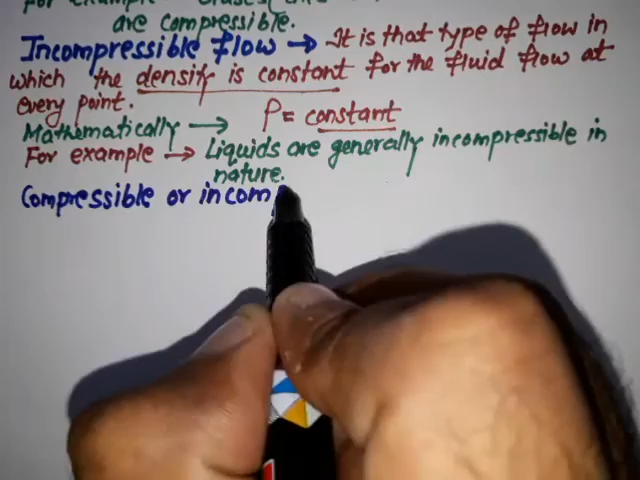 are compressible.
Incompressible flow → It is that type of flow in
which the density is constant for the fluid flow at
every point.
Mathematically → ρ = constant
For example → Liquids are generally incompressible in
nature.
Compressible or incom